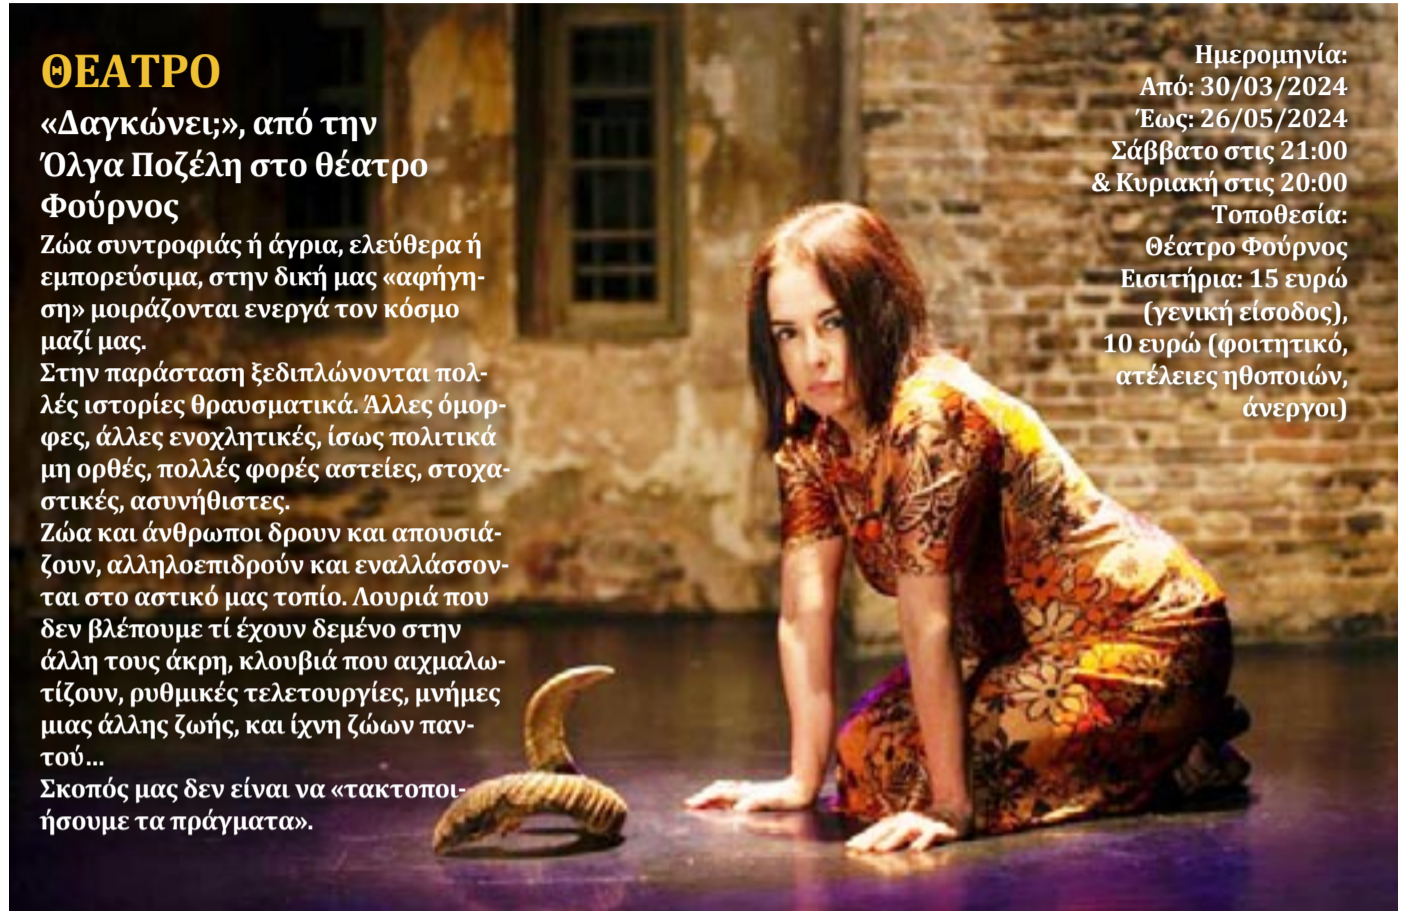 ΘΕΑΤΡΟ
«Δαγκώνει;», από την
Όλγα Ποζέλη στο θέατρο
Φούρνος
Ζώα συντροφιάς ή άγρια, ελεύθερα ή
εμπορεύσιμα, στην δική μας «αφήγη-
ση» μοιράζονται ενεργά τον κόσμο
μαζί μας.
Στην παράσταση ξεδιπλώνονται πολ-
λές ιστορίες θραυσματικά. Άλλες όμορ-
φες, άλλες ενοχλητικές, ίσως πολιτικά
μη ορθές, πολλές φορές αστείες, στοχα-
στικές, ασυνήθιστες.
Ζώα και άνθρωποι δρουν και απουσιά-
ζουν, αλληλοεπιδρούν και εναλλάσσον-
ται στο αστικό μας τοπίο. Λουριά που
δεν βλέπουμε τί έχουν δεμένο στην
άλλη τους άκρη, κλουβιά που αιχμαλω-
τίζουν, ρυθμικές τελετουργίες, μνήμες
μιας άλλης ζωής, και ίχνη ζώων παν-
τού...
Σκοπός μας δεν είναι να «τακτοποι-
ήσουμε τα πράγματα».
Ημερομηνία:
Από: 30/03/2024
Έως: 26/05/2024
Σάββατο στις 21:00
& Κυριακή στις 20:00
Τοποθεσία:
Θέατρο Φούρνος
Εισιτήρια: 15 ευρώ
(γενική είσοδος),
10 ευρώ (φοιτητικό,
ατέλειες ηθοποιών,
άνεργοι)